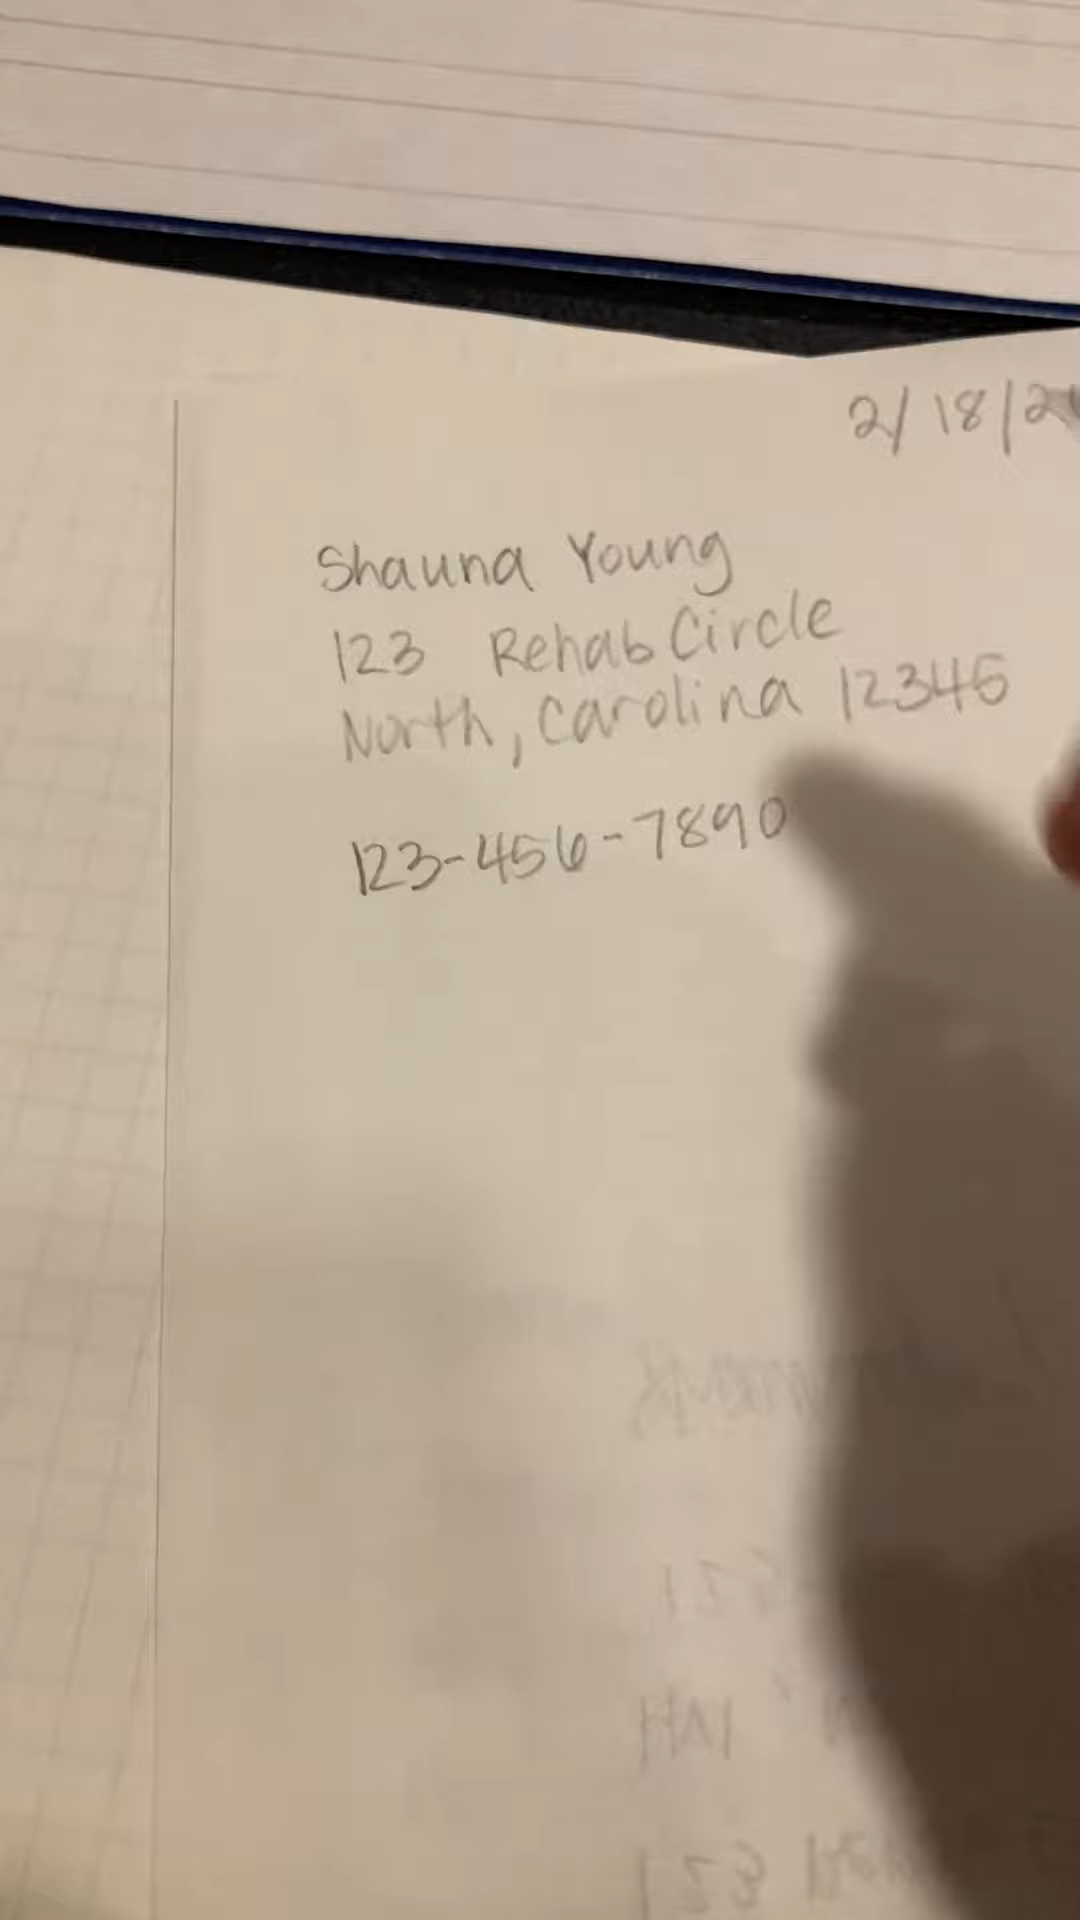 2/18/2
Shauna Young
123 Rehab Circle
North, Carolina 12345
123-456-7890